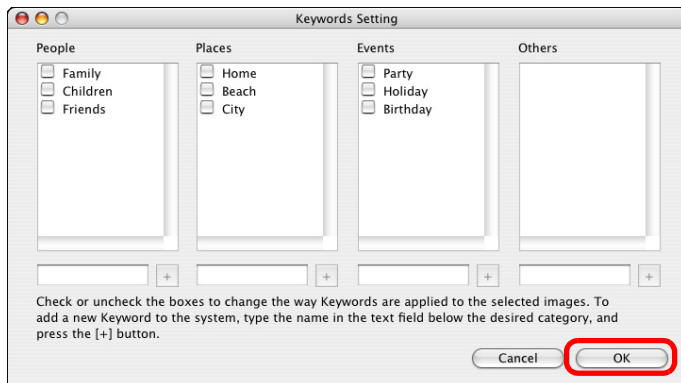 Keywords Setting
People Places Events Others
Family Home Party
Children Beach Holiday
Friends City Birthday
+ + + +
Check or uncheck the boxes to change the way Keywords are applied to the selected images. To
add a new Keyword to the system, type the name in the text field below the desired category, and
press the [+] button.
Cancel OK